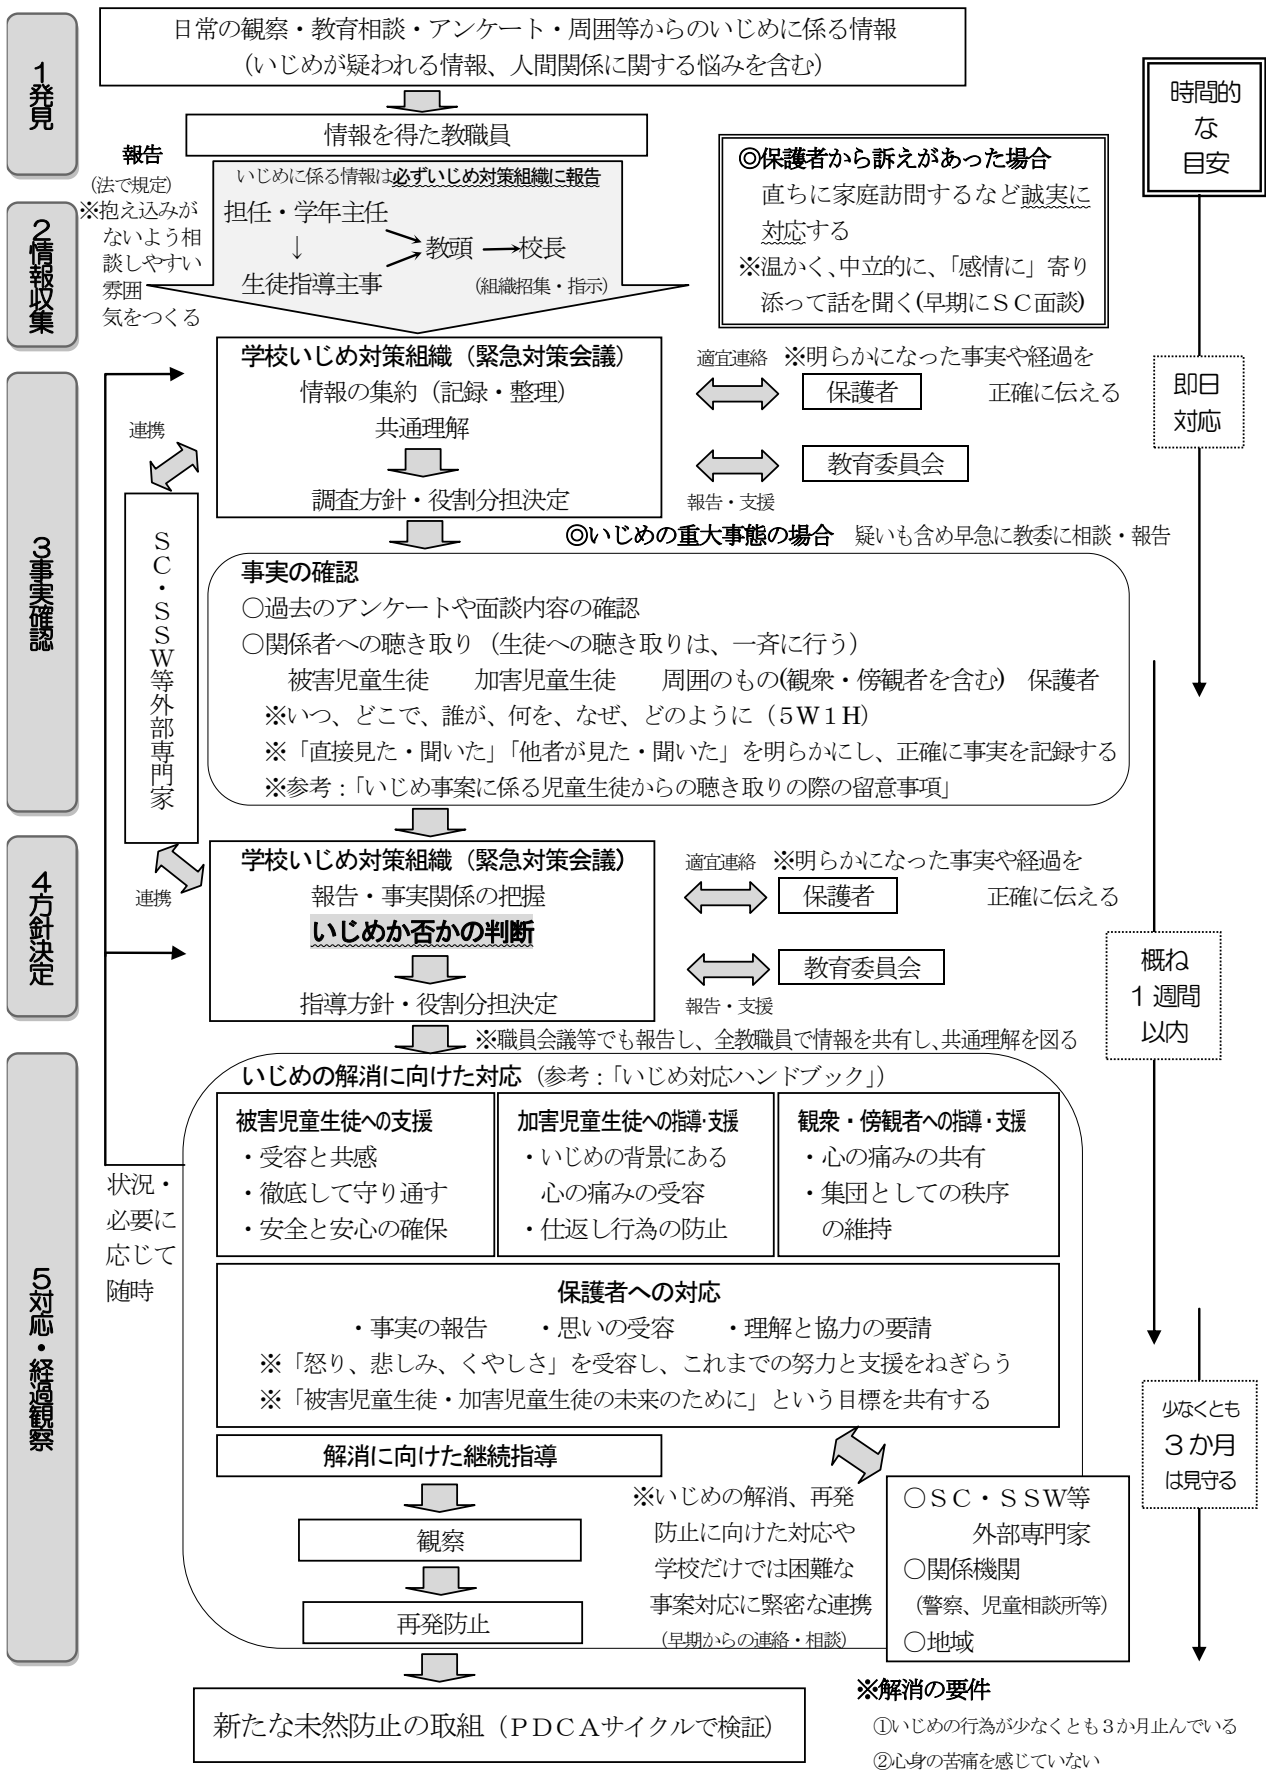 1発見
日常の観察・教育相談・アンケート・周囲等からのいじめに係る情報
(いじめが疑われる情報、人間関係に関する悩みを含む)
情報を得た教職員
時間的
な
目安
報告
(法で規定)
※抱え込みが
ないよう相
談しやすい
雰囲
気をつくる
2情報収集
いじめに係る情報は必ずいじめ対策組織に報告
担任・学年主任
↓
生徒指導主事
教頭
校長
(組織招集・指示)
◎保護者から訴えがあった場合
直ちに家庭訪問するなど誠実に
対応する
※温かく、中立的に、「感情に」寄り
添って話を聞く(早期にSC面談)
3事実確認
学校いじめ対策組織(緊急対策会議)
情報の集約(記録・整理)
共通理解
調査方針・役割分担決定
適宜連絡 ※明らかになった事実や経過を
保護者 正確に伝える
教育委員会
報告・支援
即日
対応
連携
SC・SSW等外部専門家
◎いじめの重大事態の場合 疑いも含め早急に教委に相談・報告
事実の確認
○過去のアンケートや面談内容の確認
○関係者への聴き取り(生徒への聴き取りは、一斉に行う)
被害児童生徒 加害児童生徒 周囲のもの(観衆・傍観者を含む) 保護者
※いつ、どこで、誰が、何を、なぜ、どのように(5W1H)
※「直接見た・聞いた」「他者が見た・聞いた」を明らかにし、正確に事実を記録する
※参考:「いじめ事案に係る児童生徒からの聴き取りの際の留意事項」
4方針決定
連携
学校いじめ対策組織(緊急対策会議)
報告・事実関係の把握
いじめか否かの判断
指導方針・役割分担決定
適宜連絡 ※明らかになった事実や経過を
保護者 正確に伝える
教育委員会
報告・支援
概ね
1週間
以内
※職員会議等でも報告し、全教職員で情報を共有し、共通理解を図る
5対応・経過観察
状況・
必要に
応じて
随時
いじめの解消に向けた対応(参考:「いじめ対応ハンドブック」)
被害児童生徒への支援
・受容と共感
・徹底して守り通す
・安全と安心の確保
加害児童生徒への指導・支援
・いじめの背景にある
心の痛みの受容
・仕返し行為の防止
観衆・傍観者への指導・支援
・心の痛みの共有
・集団としての秩序
の維持
保護者への対応
・事実の報告 ・思いの受容 ・理解と協力の要請
※「怒り、悲しみ、くやしさ」を受容し、これまでの努力と支援をねぎらう
※「被害児童生徒・加害児童生徒の未来のために」という目標を共有する
少なくとも
3か月
は見守る
解消に向けた継続指導
観察
再発防止
※いじめの解消、再発
防止に向けた対応や
学校だけでは困難な
事案対応に緊密な連携
(早期からの連絡・相談)
○SC・SSW等
外部専門家
○関係機関
(警察、児童相談所等)
○地域
新たな未然防止の取組(PDCAサイクルで検証)
※解消の要件
①いじめの行為が少なくとも3か月止んでいる
②心身の苦痛を感じていない